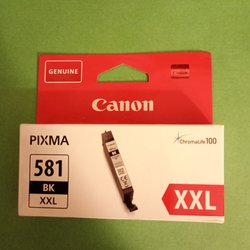 GENUINE
Canon
PIXMA
ChromaLife100
581
BK
XXL
XXL